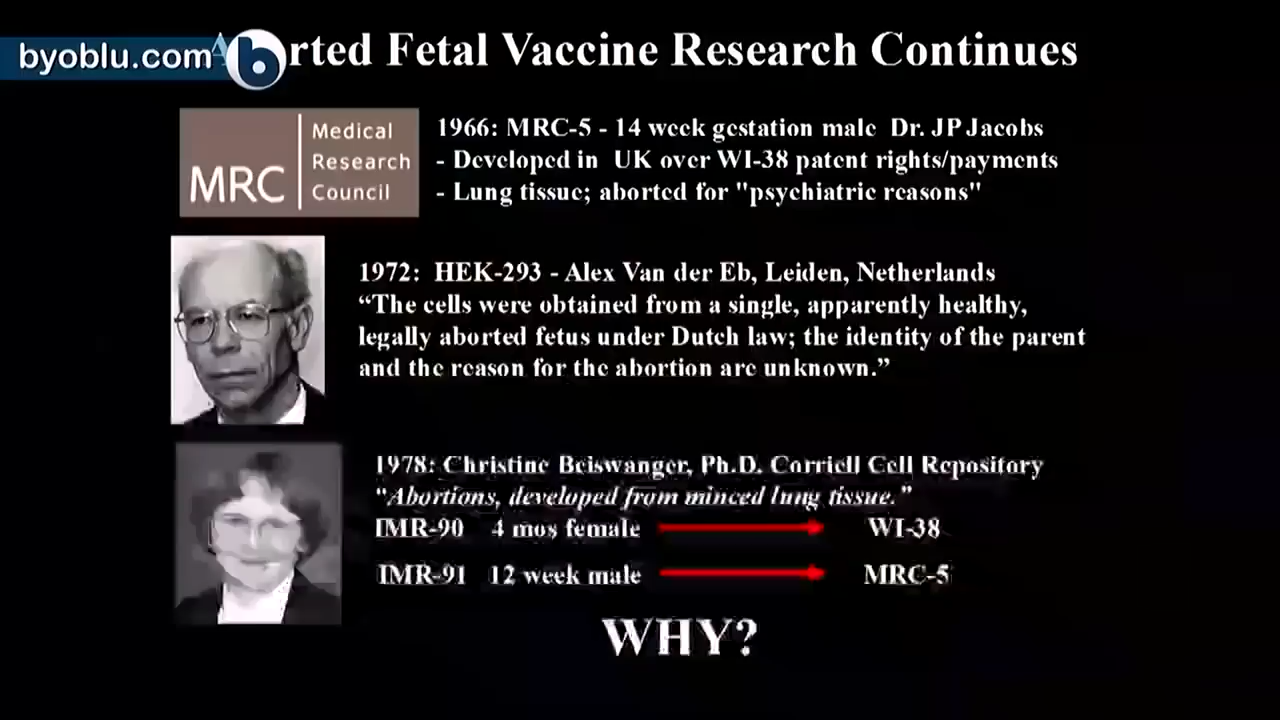 byoblu.com b
rted Fetal Vaccine Research Continues
MRC
Medical
Research
Council
1966: MRC-5 - 14 week gestation male Dr. JP Jacobs
- Developed in UK over WI-38 patent rights/payments
- Lung tissue; aborted for "psychiatric reasons"
1972: HEK-293 - Alex Van der Eb, Leiden, Netherlands
“The cells were obtained from a single, apparently healthy,
legally aborted fetus under Dutch law; the identity of the parent
and the reason for the abortion are unknown.”
1978: Christine Beiswanger, Ph.D. Corriell Cell Repository
“Abortions, developed from minced lung tissue.”
IMR-90 4 mos female WI-38
IMR-91 12 week male MRC-5
WHY?